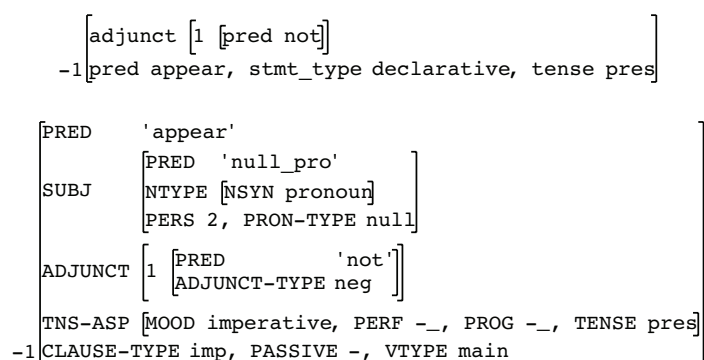 adjunct [1 [pred not]]
-1[pred appear, stmt_type declarative, tense pres]
PRED 'appear'
[PRED 'null_pro'
SUBJ NTYPE [NSYN pronoun]
PERS 2, PRON-TYPE null]
ADJUNCT [1 [PRED 'not'
ADJUNCT-TYPE neg]]
TNS-ASP [MOOD imperative, PERF -_, PROG -_, TENSE pres]
-1[CLAUSE-TYPE imp, PASSIVE -, VTYPE main]